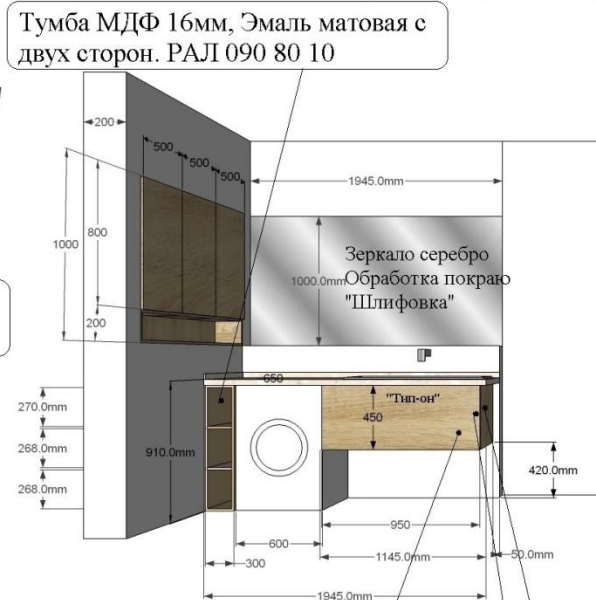 Тумба МДФ 16мм, Эмаль матовая с
двух сторон. РАЛ 090 80 10
200
500
500
500
1945.0mm
1000
800
Зеркало серебро
1000.0mm
Обработка покраю
"Шлифовка"
200
650
270.0mm
"Тип-он"
450
268.0mm
910.0mm
420.0mm
268.0mm
950
600
1145.0mm
50.0mm
300
1945.0mm